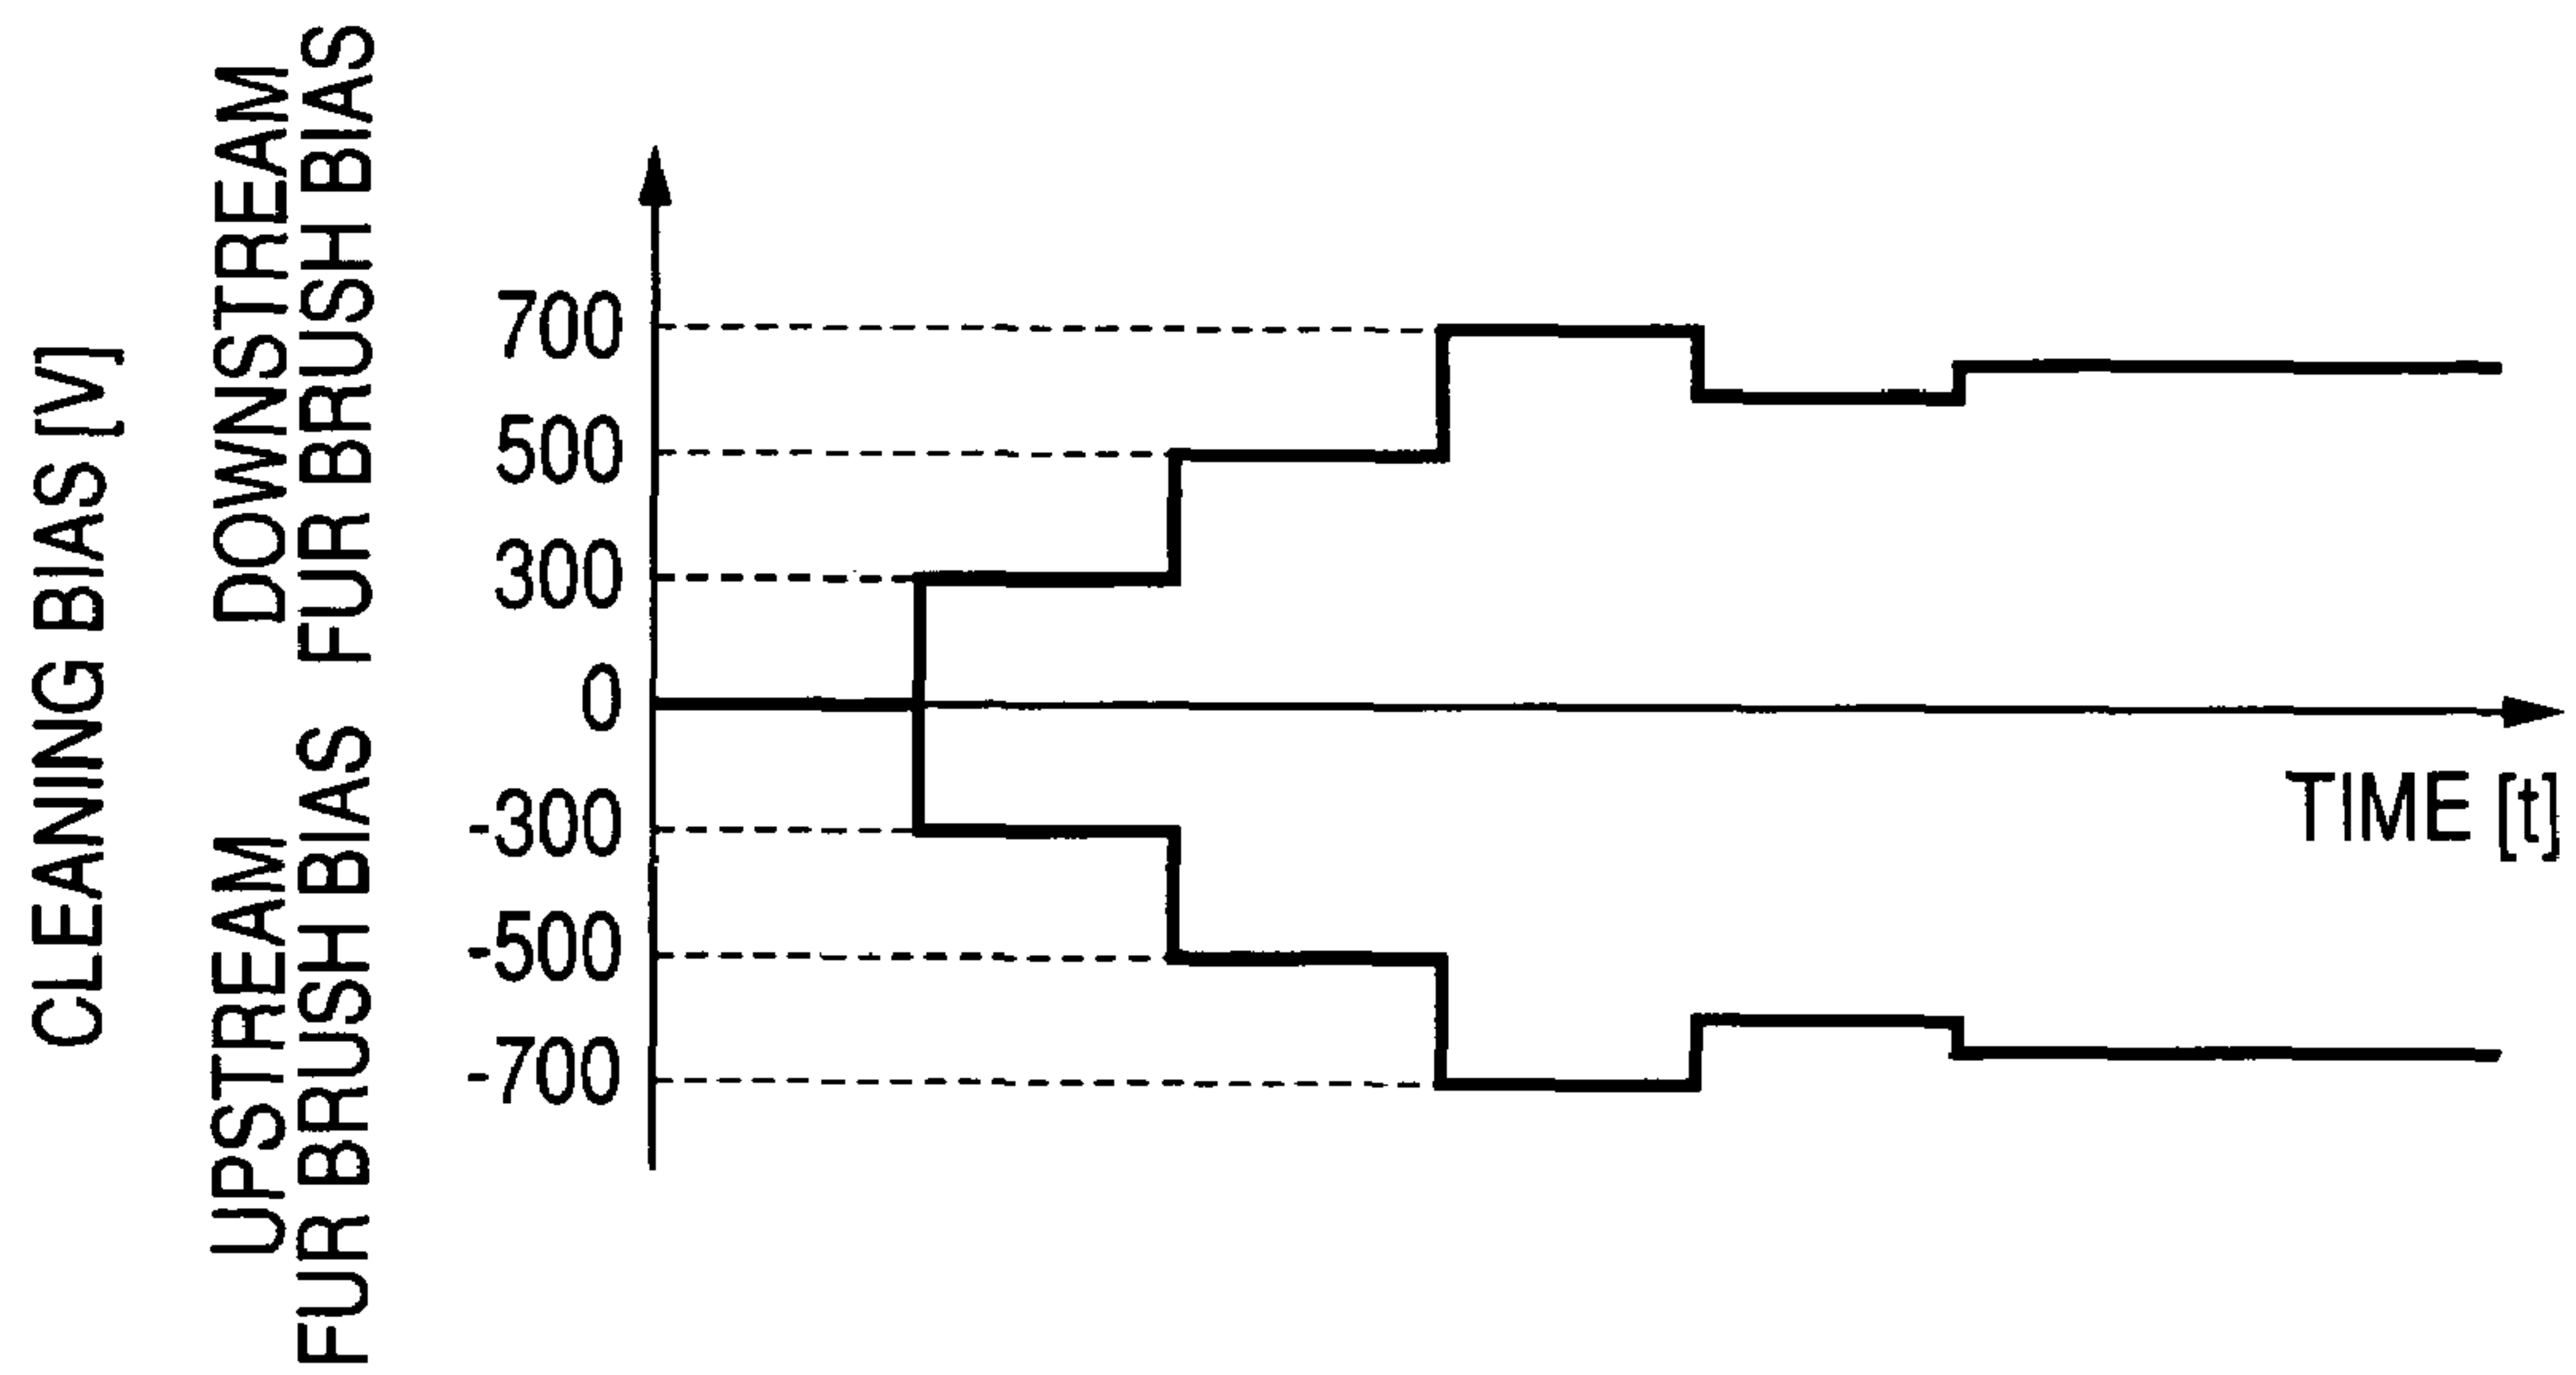 CLEANING BIAS [V]
DOWNSTREAM
FUR BRUSH BIAS
UPSTREAM
FUR BRUSH BIAS
700
500
300
0
-300
-500
-700
TIME [t]